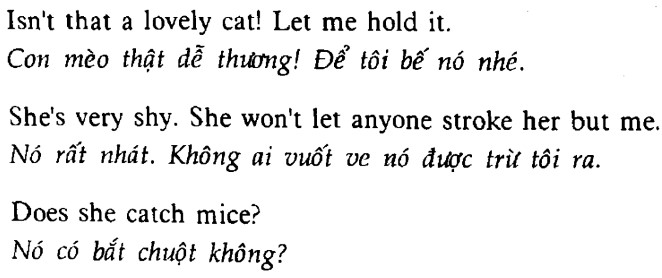 Isn't that a lovely cat! Let me hold it.
Con mèo thật dễ thương! Để tôi bế nó nhé.
She's very shy. She won't let anyone stroke her but me.
Nó rất nhát. Không ai vuốt ve nó được trừ tôi ra.
Does she catch mice?
Nó có bắt chuột không?